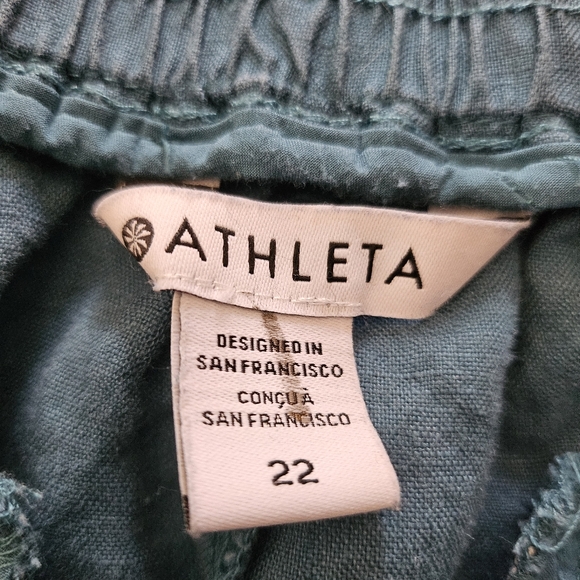 ATHLETA
DESIGNED IN
SAN FRANCISCO
CONÇU À
SAN FRANCISCO
22